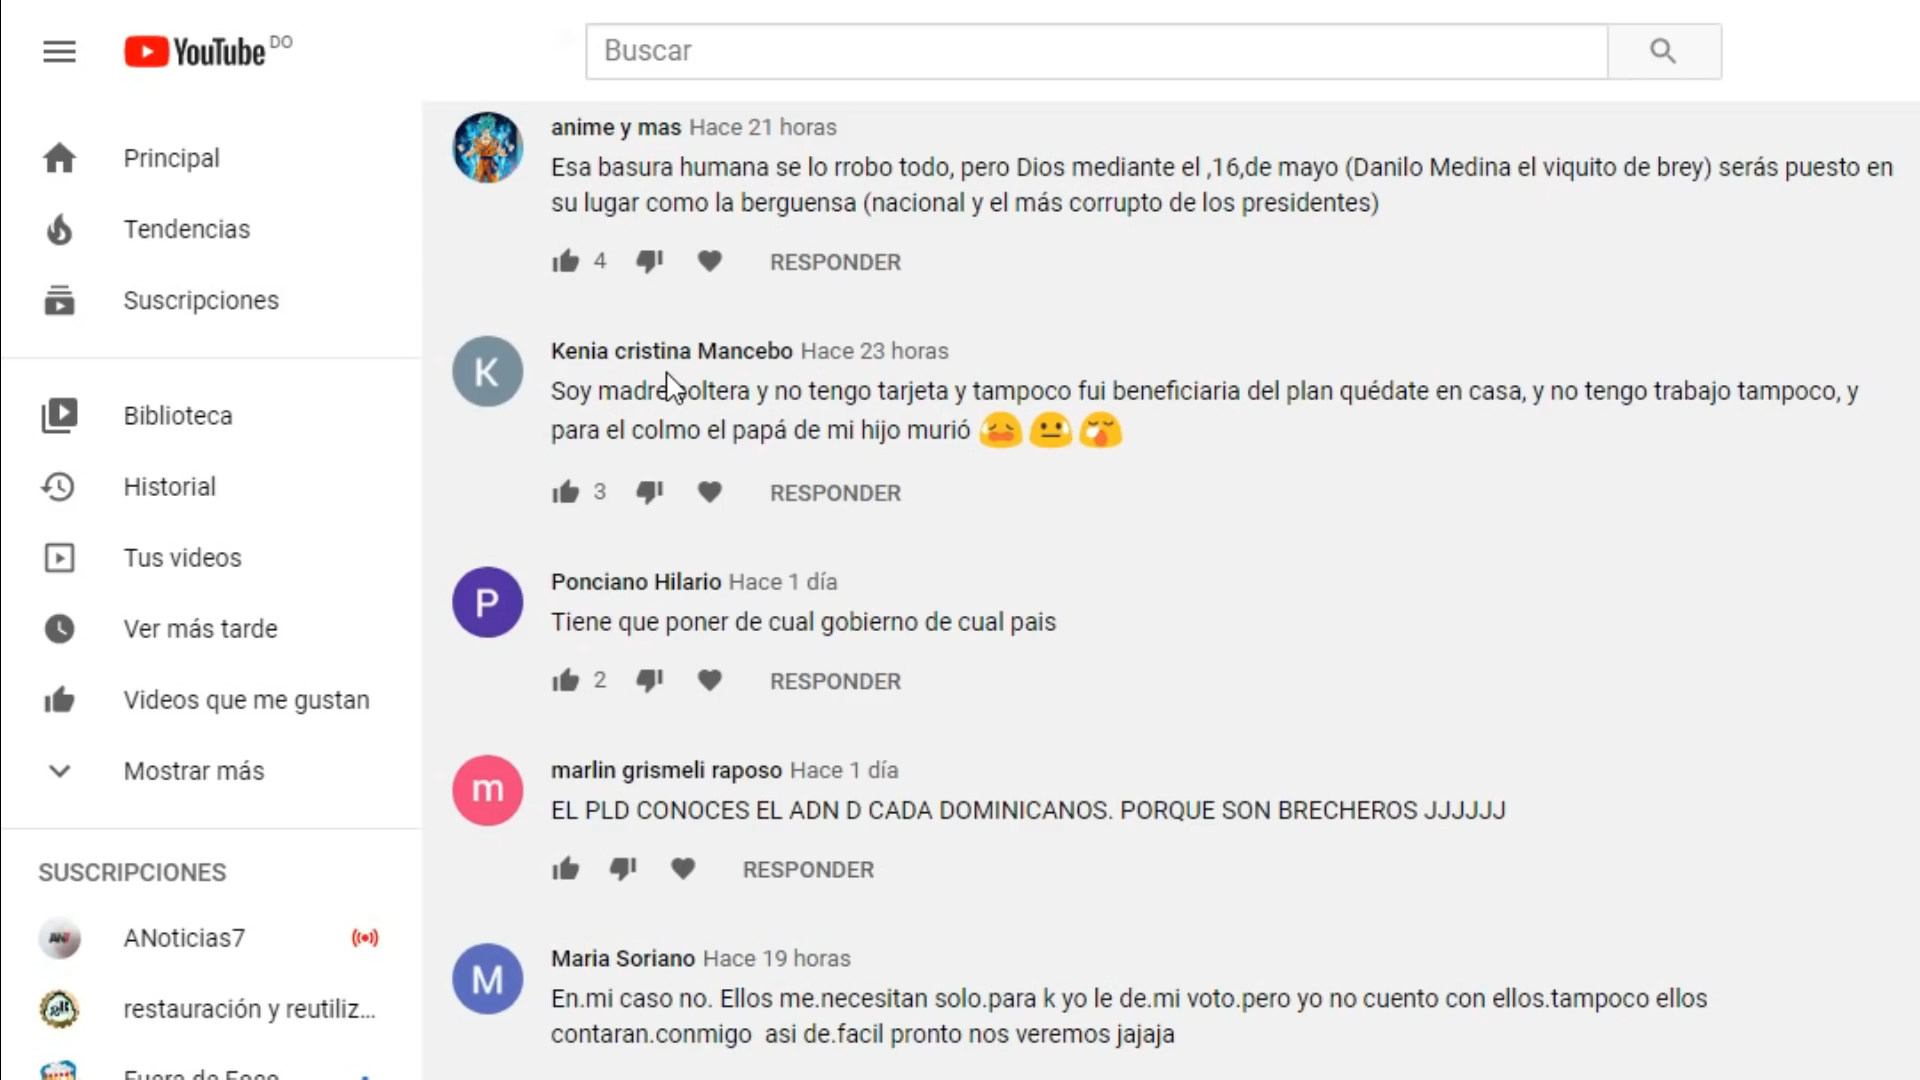 YouTube DO
Buscar
Principal
Tendencias
Suscripciones
Biblioteca
Historial
Tus videos
Ver más tarde
Videos que me gustan
Mostrar más
SUSCRIPCIONES
ANoticias7
restauración y reutiliz...
anime y mas Hace 21 horas
Esa basura humana se lo rrobo todo, pero Dios mediante el ,16,de mayo (Danilo Medina el viquito de brey) serás puesto en
su lugar como la berguensa (nacional y el más corrupto de los presidentes)
4 RESPONDER
K
Kenia cristina Mancebo Hace 23 horas
Soy madre soltera y no tengo tarjeta y tampoco fui beneficiaria del plan quédate en casa, y no tengo trabajo tampoco, y
para el colmo el papá de mi hijo murió
3 RESPONDER
P
Ponciano Hilario Hace 1 día
Tiene que poner de cual gobierno de cual pais
2 RESPONDER
m
marlin grismeli raposo Hace 1 día
EL PLD CONOCES EL ADN D CADA DOMINICANOS. PORQUE SON BRECHEROS JJJJJJ
RESPONDER
M
Maria Soriano Hace 19 horas
En.mi caso no. Ellos me.necesitan solo.para k yo le de.mi voto.pero yo no cuento con ellos.tampoco ellos
contaran.conmigo  asi de.facil pronto nos veremos jajaja